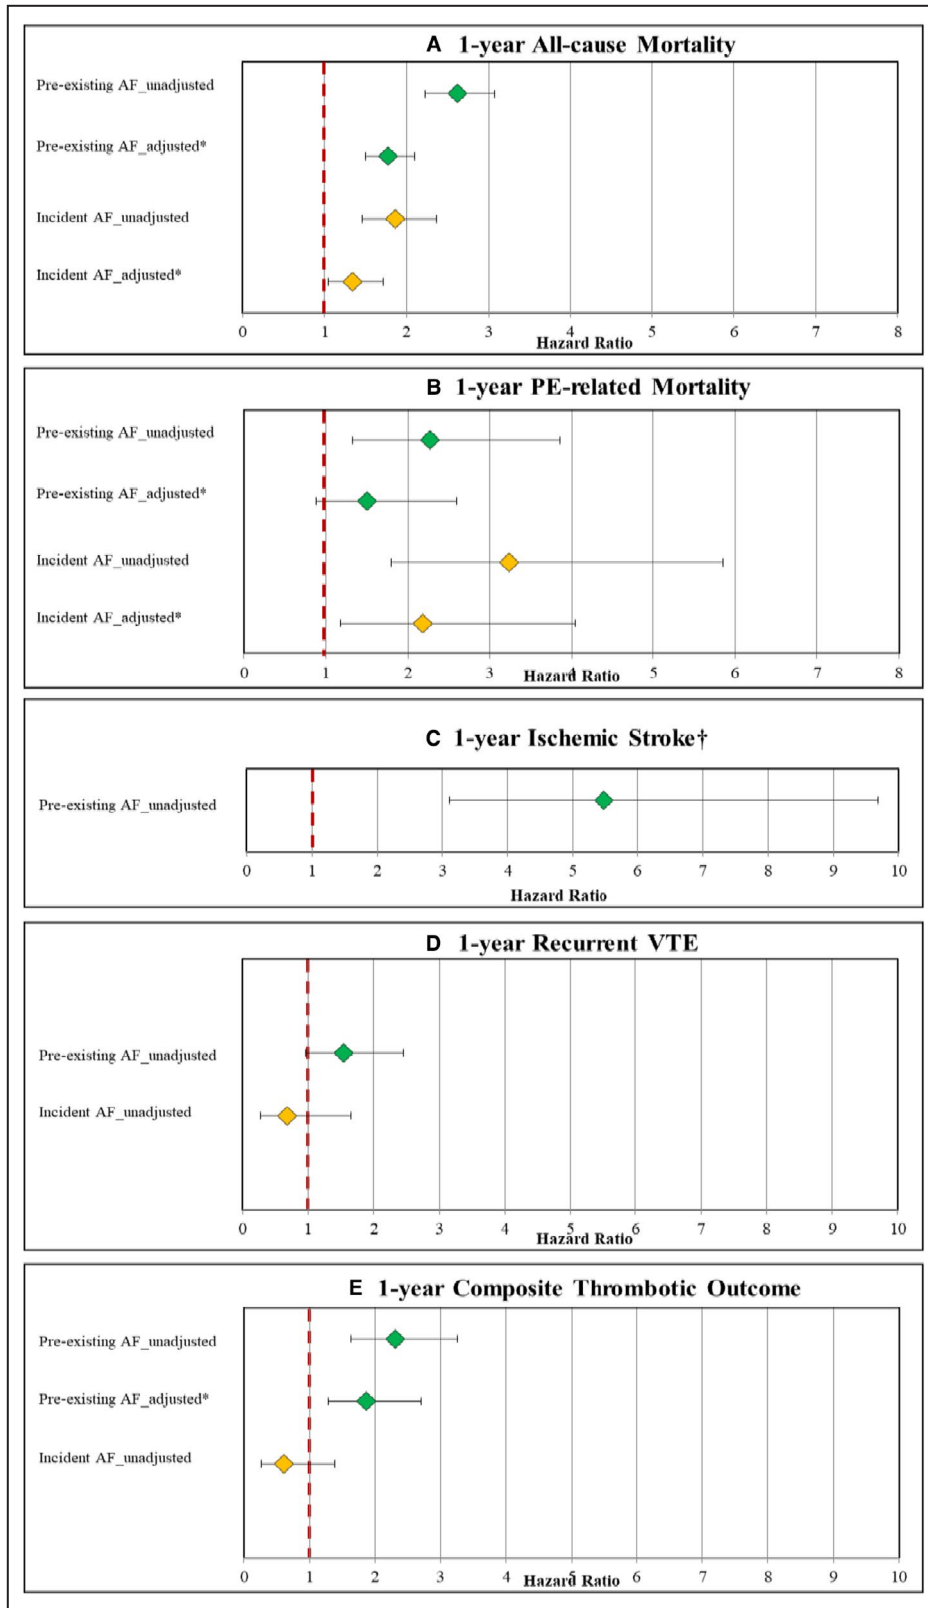 A 1-year All-cause Mortality
Pre-existing AF_unadjusted
Pre-existing AF_adjusted*
Incident AF_unadjusted
Incident AF_adjusted*
0 1 2 3 4 5 6 7 8
Hazard Ratio
B 1-year PE-related Mortality
Pre-existing AF_unadjusted
Pre-existing AF_adjusted*
Incident AF_unadjusted
Incident AF_adjusted*
0 1 2 3 4 5 6 7 8
Hazard Ratio
C 1-year Ischemic Stroke†
Pre-existing AF_unadjusted
0 1 2 3 4 5 6 7 8 9 10
Hazard Ratio
D 1-year Recurrent VTE
Pre-existing AF_unadjusted
Incident AF_unadjusted
0 1 2 3 4 5 6 7 8 9 10
Hazard Ratio
E 1-year Composite Thrombotic Outcome
Pre-existing AF_unadjusted
Pre-existing AF_adjusted*
Incident AF_unadjusted
0 1 2 3 4 5 6 7 8 9 10
Hazard Ratio